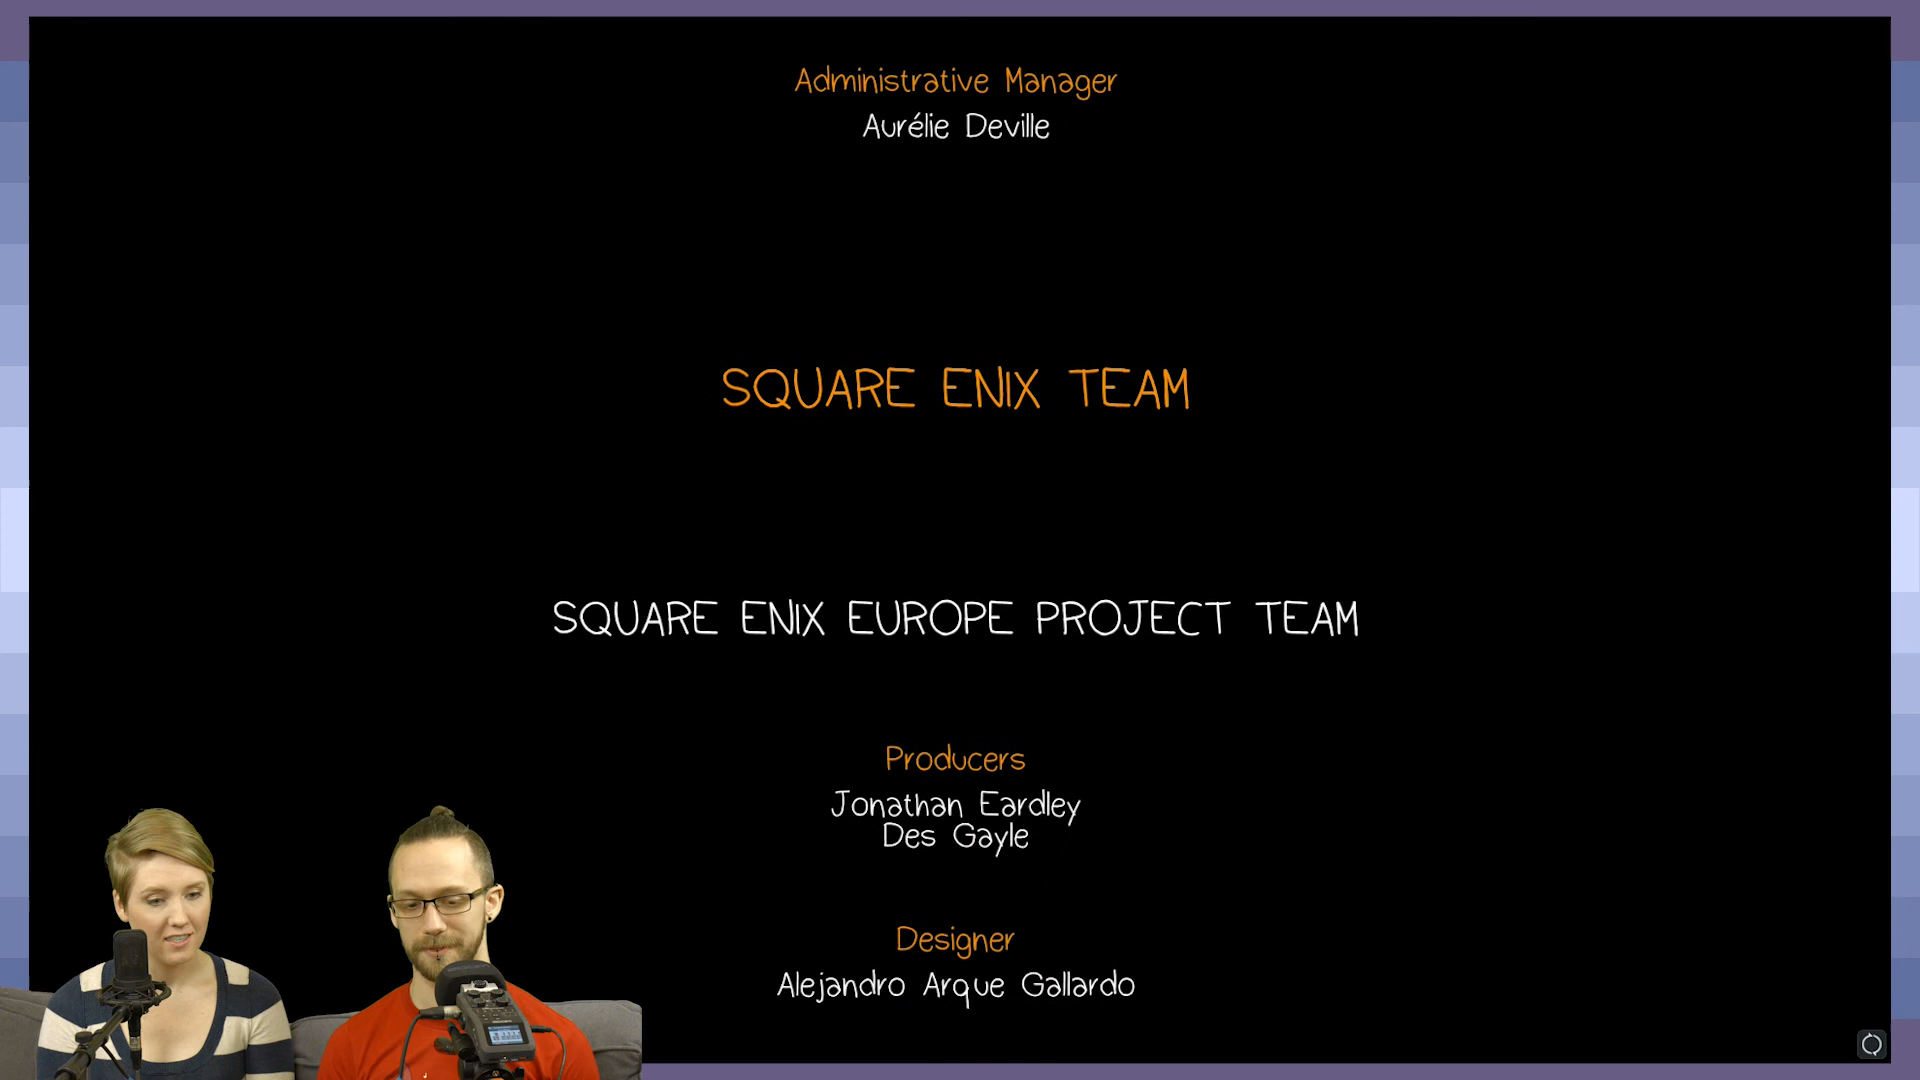 Administrative Manager
Aurélie Deville
SQUARE ENIX TEAM
SQUARE ENIX EUROPE PROJECT TEAM
Producers
Jonathan Eardley
Des Gayle
Designer
Alejandro Arque Gallardo